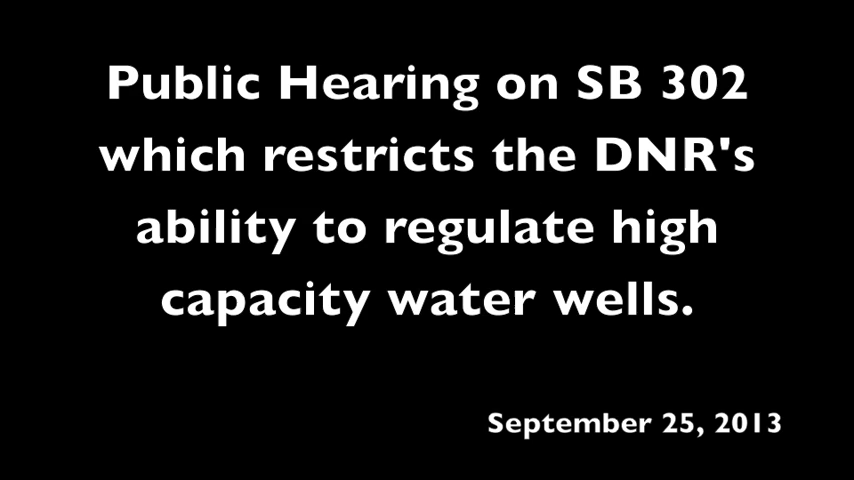 Public Hearing on SB 302
which restricts the DNR's
ability to regulate high
capacity water wells.
September 25, 2013